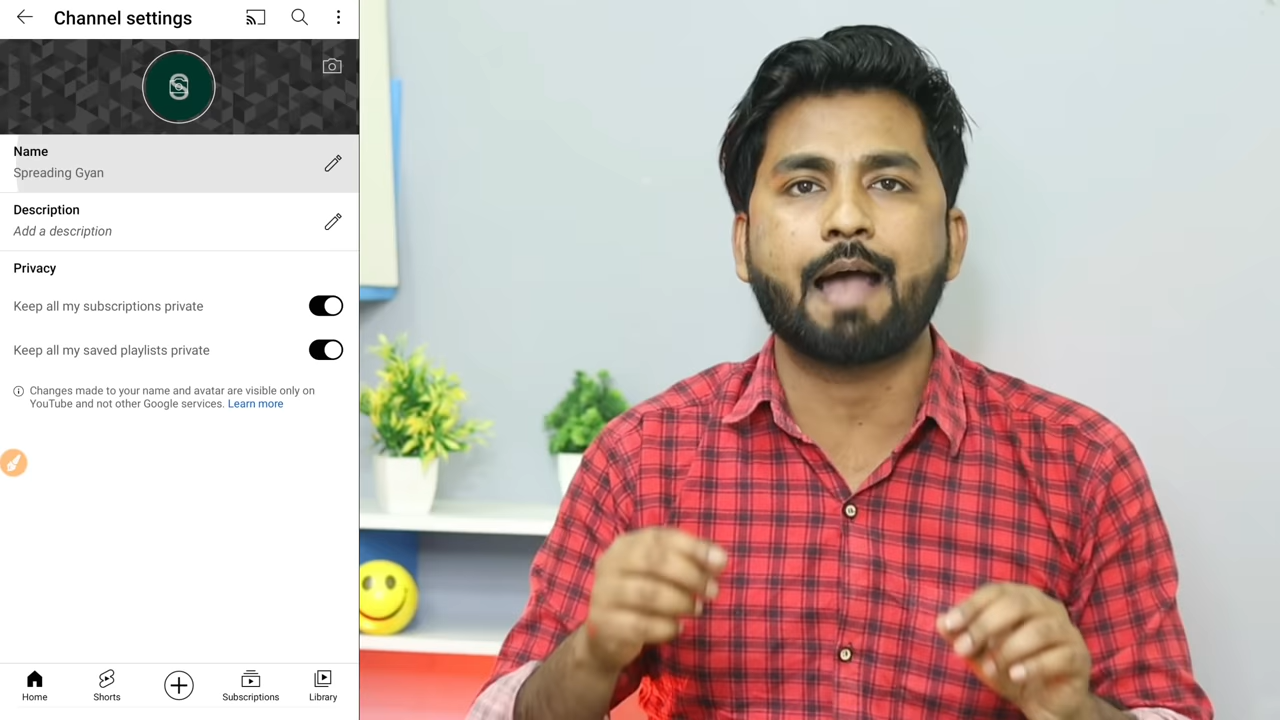 Channel settings
Name
Spreading Gyan
Description
Add a description
Privacy
Keep all my subscriptions private
Keep all my saved playlists private
Changes made to your name and avatar are visible only on
YouTube and not other Google services. Learn more
Home
Shorts
Subscriptions
Library